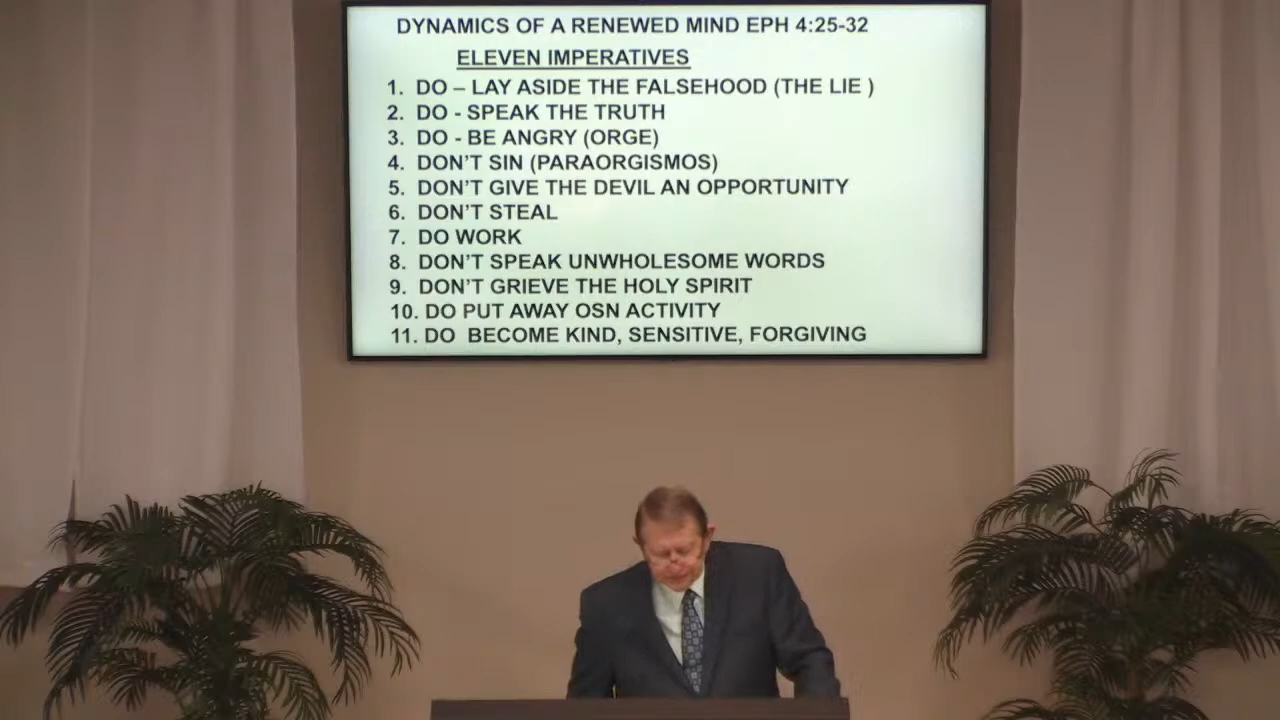 DYNAMICS OF A RENEWED MIND EPH 4:25-32
ELEVEN IMPERATIVES
1. DO – LAY ASIDE THE FALSEHOOD (THE LIE )
2. DO - SPEAK THE TRUTH
3. DO - BE ANGRY (ORGE)
4. DON'T SIN (PARAORGISMOS)
5. DON'T GIVE THE DEVIL AN OPPORTUNITY
6. DON'T STEAL
7. DO WORK
8. DON'T SPEAK UNWHOLESOME WORDS
9. DON'T GRIEVE THE HOLY SPIRIT
10. DO PUT AWAY OSN ACTIVITY
11. DO BECOME KIND, SENSITIVE, FORGIVING